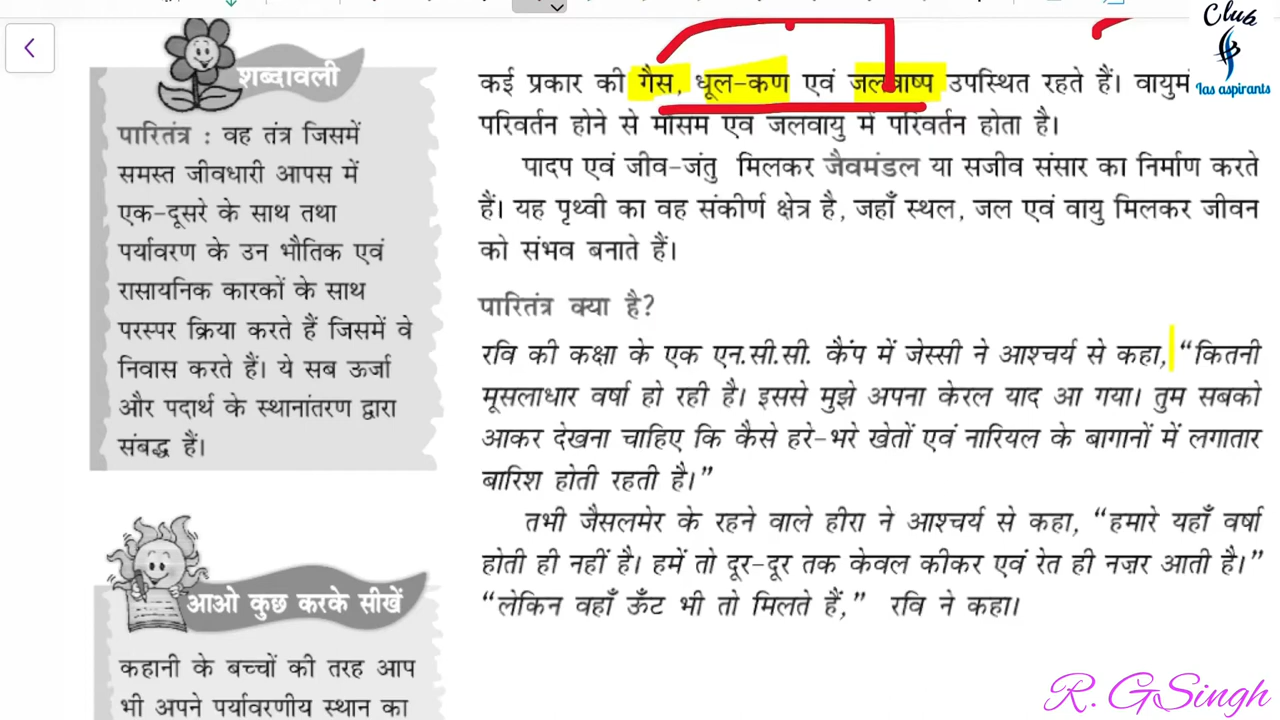 Club
Ias aspirants
शब्दावली
पारितंत्र : वह तंत्र जिसमें
समस्त जीवधारी आपस में
एक-दूसरे के साथ तथा
पर्यावरण के उन भौतिक एवं
रासायनिक कारकों के साथ
परस्पर क्रिया करते हैं जिसमें वे
निवास करते हैं। ये सब ऊर्जा
और पदार्थ के स्थानांतरण द्वारा
संबद्ध हैं।
आओ कुछ करके सीखें
कहानी के बच्चों की तरह आप
भी अपने पर्यावरणीय स्थान का
कई प्रकार की गैस, धूल-कण एवं जलवाष्प उपस्थित रहते हैं। वायुमं
परिवर्तन होने से मौसम एवं जलवायु में परिवर्तन होता है।
पादप एवं जीव-जंतु मिलकर जैवमंडल या सजीव संसार का निर्माण करते
हैं। यह पृथ्वी का वह संकीर्ण क्षेत्र है, जहाँ स्थल, जल एवं वायु मिलकर जीवन
को संभव बनाते हैं।
पारितंत्र क्या है?
रवि की कक्षा के एक एन.सी.सी. कैंप में जेस्सी ने आश्चर्य से कहा, “कितनी
मूसलाधार वर्षा हो रही है। इससे मुझे अपना केरल याद आ गया। तुम सबको
आकर देखना चाहिए कि कैसे हरे-भरे खेतों एवं नारियल के बागानों में लगातार
बारिश होती रहती है।”
तभी जैसलमेर के रहने वाले हीरा ने आश्चर्य से कहा, “हमारे यहाँ वर्षा
होती ही नहीं है। हमें तो दूर-दूर तक केवल कीकर एवं रेत ही नज़र आती है।”
“लेकिन वहाँ ऊँट भी तो मिलते हैं,” रवि ने कहा।
R. GSingh